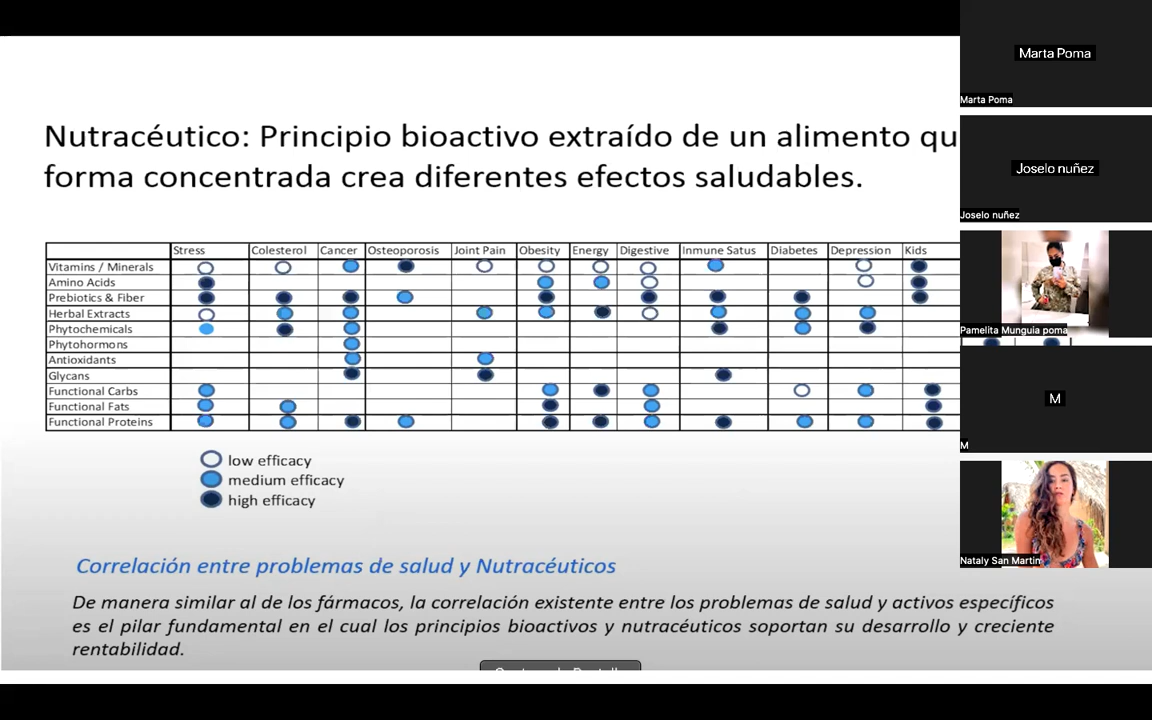 Nutracéutico: Principio bioactivo extraído de un alimento qu
forma concentrada crea diferentes efectos saludables.
Stress Colesterol Cancer Osteoporosis Joint Pain Obesity Energy Digestive Inmune Satus Diabetes Depression Kids
Vitamins / Minerals
Amino Acids
Prebiotics & Fiber
Herbal Extracts
Phytochemicals
Phytohormons
Antioxidants
Glycans
Functional Carbs
Functional Fats
Functional Proteins
low efficacy
medium efficacy
high efficacy
Correlación entre problemas de salud y Nutracéuticos
De manera similar al de los fármacos, la correlación existente entre los problemas de salud y activos específicos
es el pilar fundamental en el cual los principios bioactivos y nutracéuticos soportan su desarrollo y creciente
rentabilidad.
Marta Poma
Marta Poma
Joselo nuñez
Joselo nuñez
Pamelita Munguia poma
M
M
Nataly San Martin